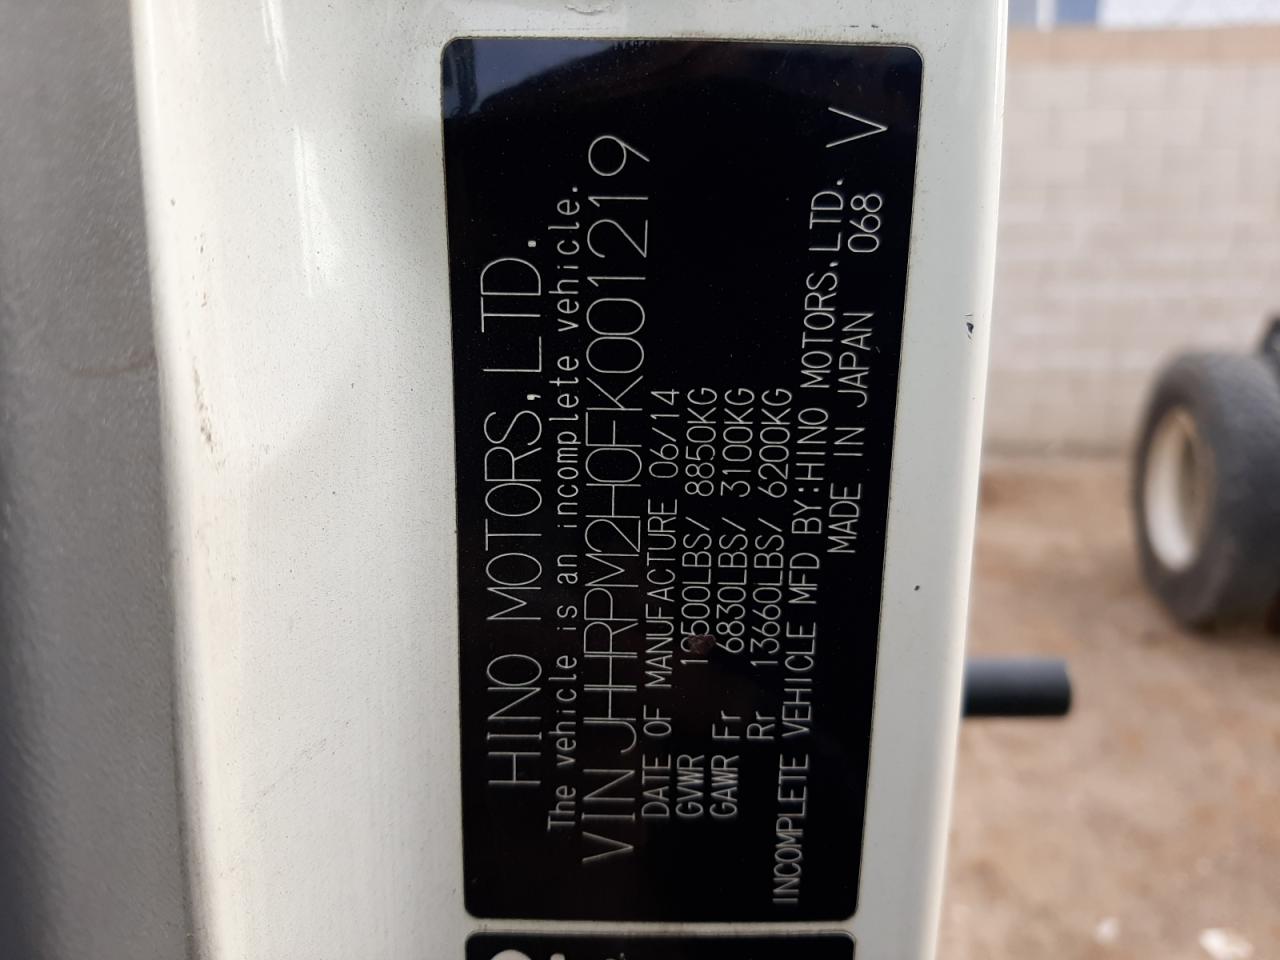 HINO MOTORS,LTD.
The vehicle is an incomplete vehicle.
VIN JHHRPM2H0FK001219
DATE OF MANUFACTURE 06/14
GVWR 19500LBS/ 8850KG
GAWR Fr 6830LBS/ 3100KG
Rr 13660LBS/ 6200KG
INCOMPLETE VEHICLE MFD BY:HINO MOTORS,LTD.
MADE IN JAPAN 068 V